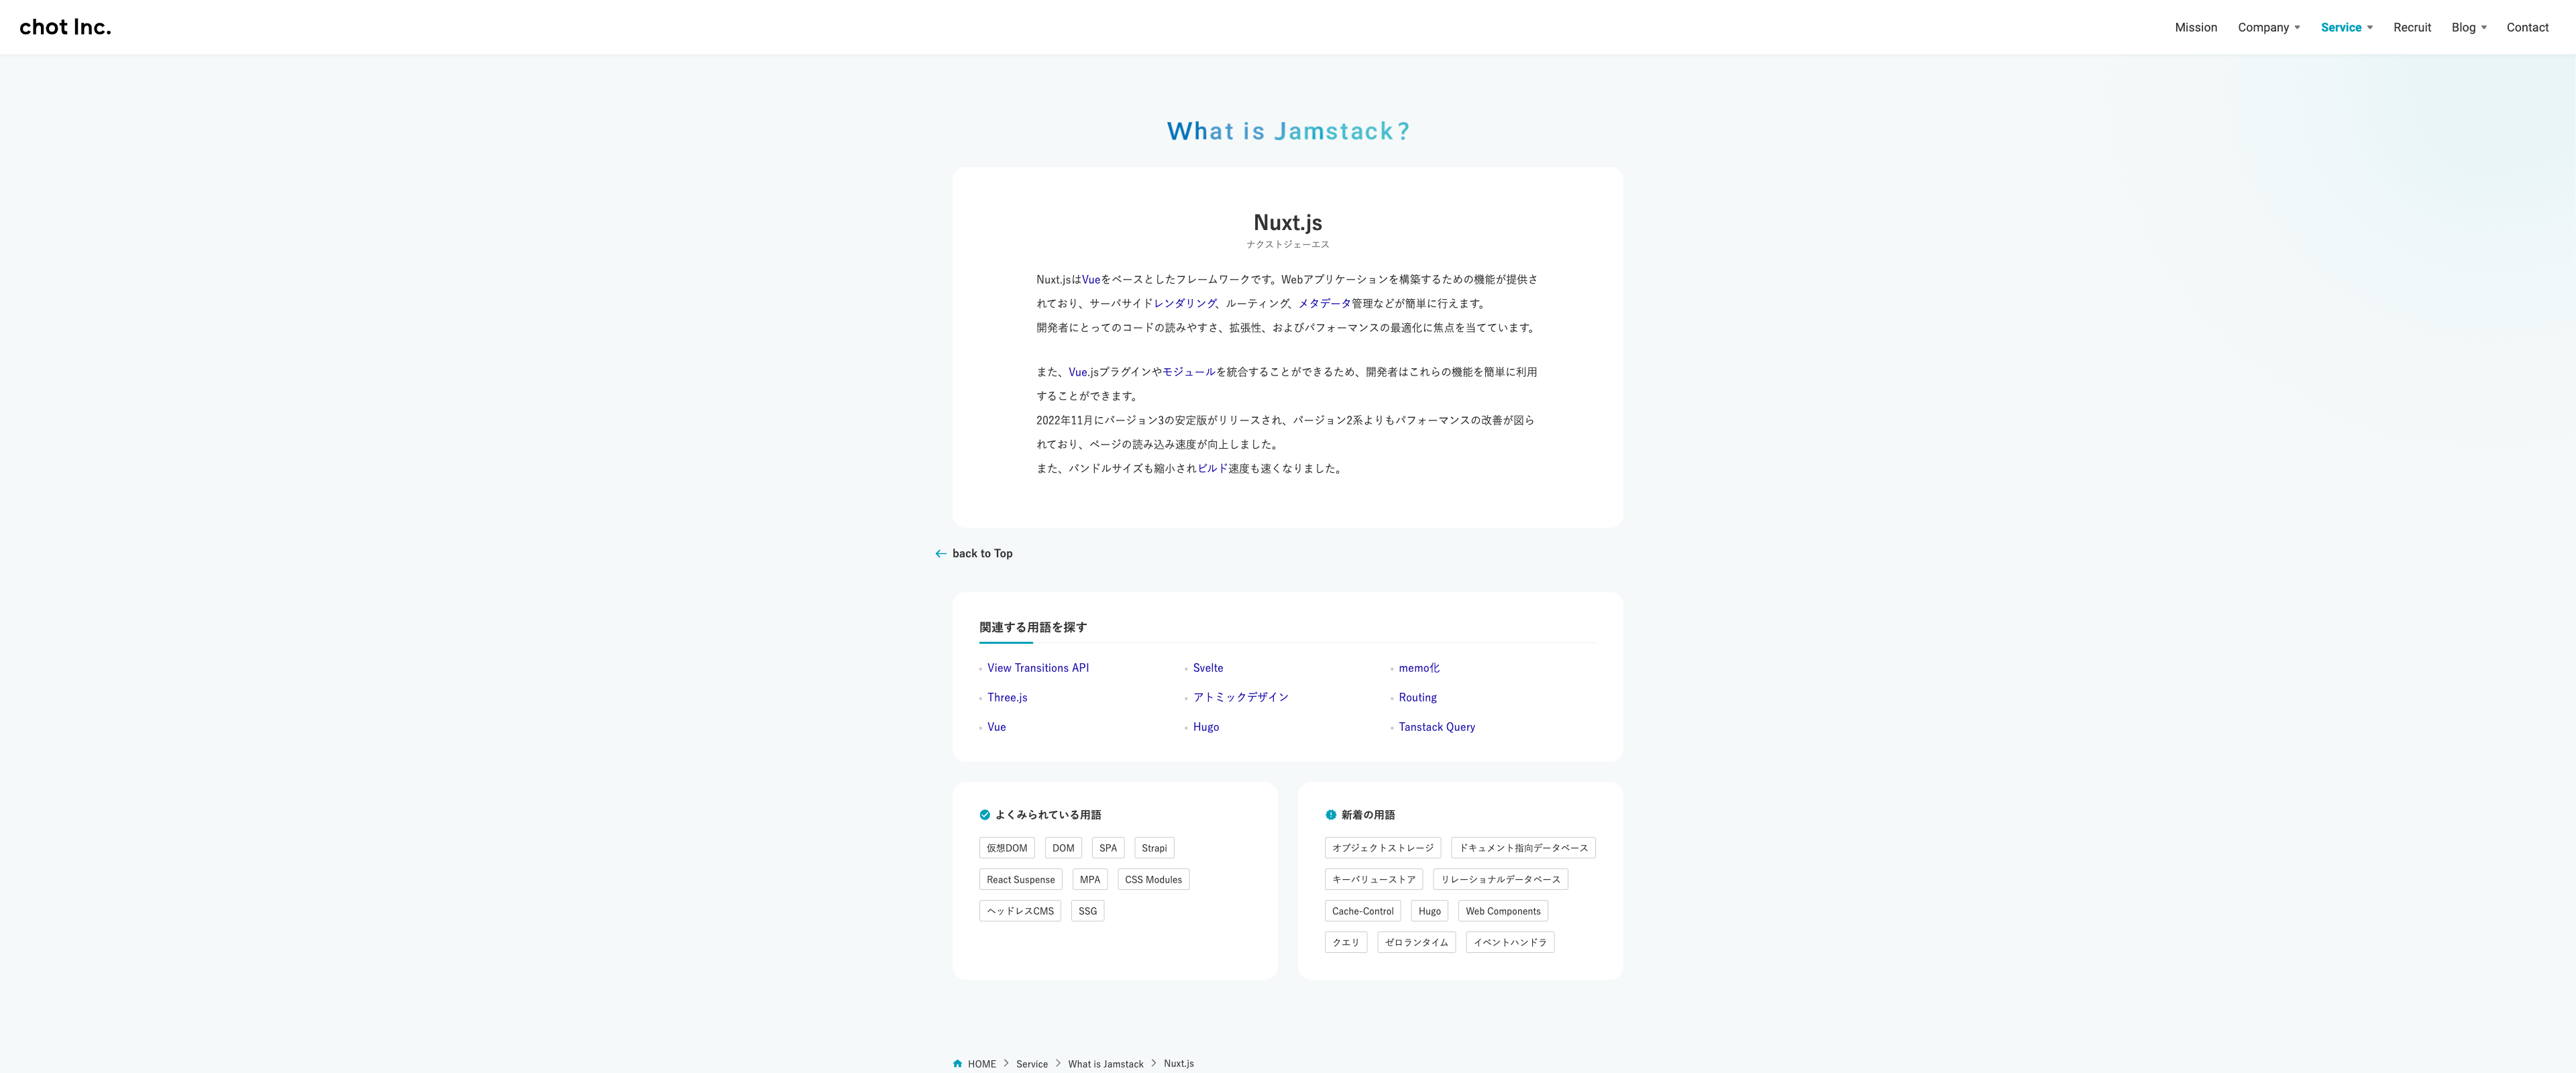 chot Inc.
Mission Company Service Recruit Blog Contact
What is Jamstack?
Nuxt.js
ナクストジェーエス
Nuxt.jsはVueをベースとしたフレームワークです。Webアプリケーションを構築するための機能が提供さ
れており、サーバサイドレンダリング、ルーティング、メタデータ管理などが簡単に行えます。
開発者にとってのコードの読みやすさ、拡張性、およびパフォーマンスの最適化に焦点を当てています。
また、Vue.jsプラグインやモジュールを統合することができるため、開発者はこれらの機能を簡単に利用
することができます。
2022年11月にバージョン3の安定版がリリースされ、バージョン2系よりもパフォーマンスの改善が図ら
れており、ページの読み込み速度が向上しました。
また、バンドルサイズも縮小されビルド速度も速くなりました。
back to Top
関連する用語を探す
View Transitions API Svelte memo化
Three.js アトミックデザイン Routing
Vue Hugo Tanstack Query
よくみられている用語
仮想DOM DOM SPA Strapi
React Suspense MPA CSS Modules
ヘッドレスCMS SSG
新着の用語
オブジェクトストレージ ドキュメント指向データベース
キーバリューストア リレーショナルデータベース
Cache-Control Hugo Web Components
クエリ ゼロランタイム イベントハンドラ
HOME Service What is Jamstack Nuxt.js